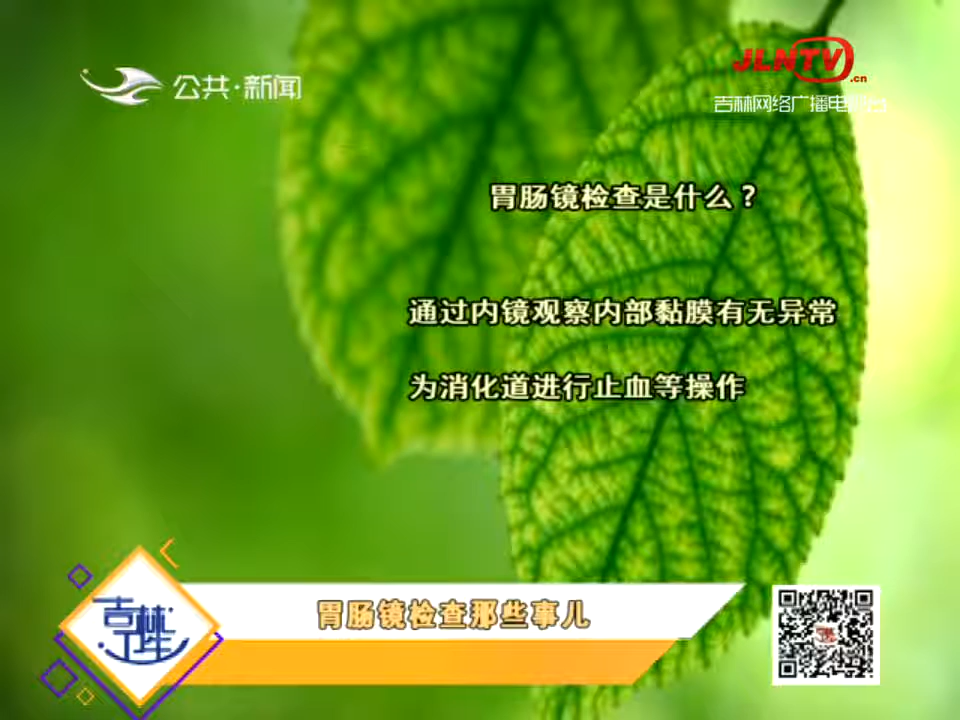 公共·新闻
JLNTV.cn
吉林网络广播电视台
胃肠镜检查是什么？
通过内镜观察内部黏膜有无异常
为消化道进行止血等操作
吉林卫生
胃肠镜检查那些事儿